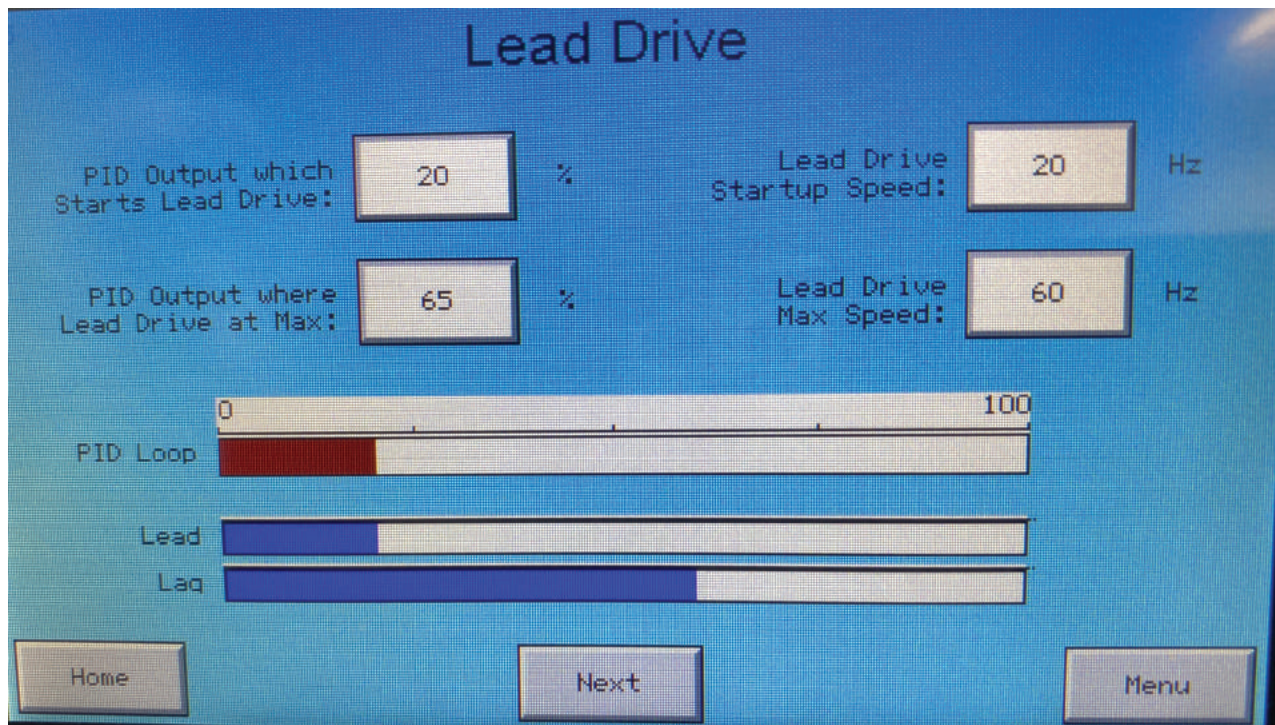 Lead Drive
PID Output which
Starts Lead Drive:
20
%
Lead Drive
Startup Speed:
20
Hz
PID Output where
Lead Drive at Max:
65
%
Lead Drive
Max Speed:
60
Hz
0
100
PID Loop
Lead
Lag
Home
Next
Menu